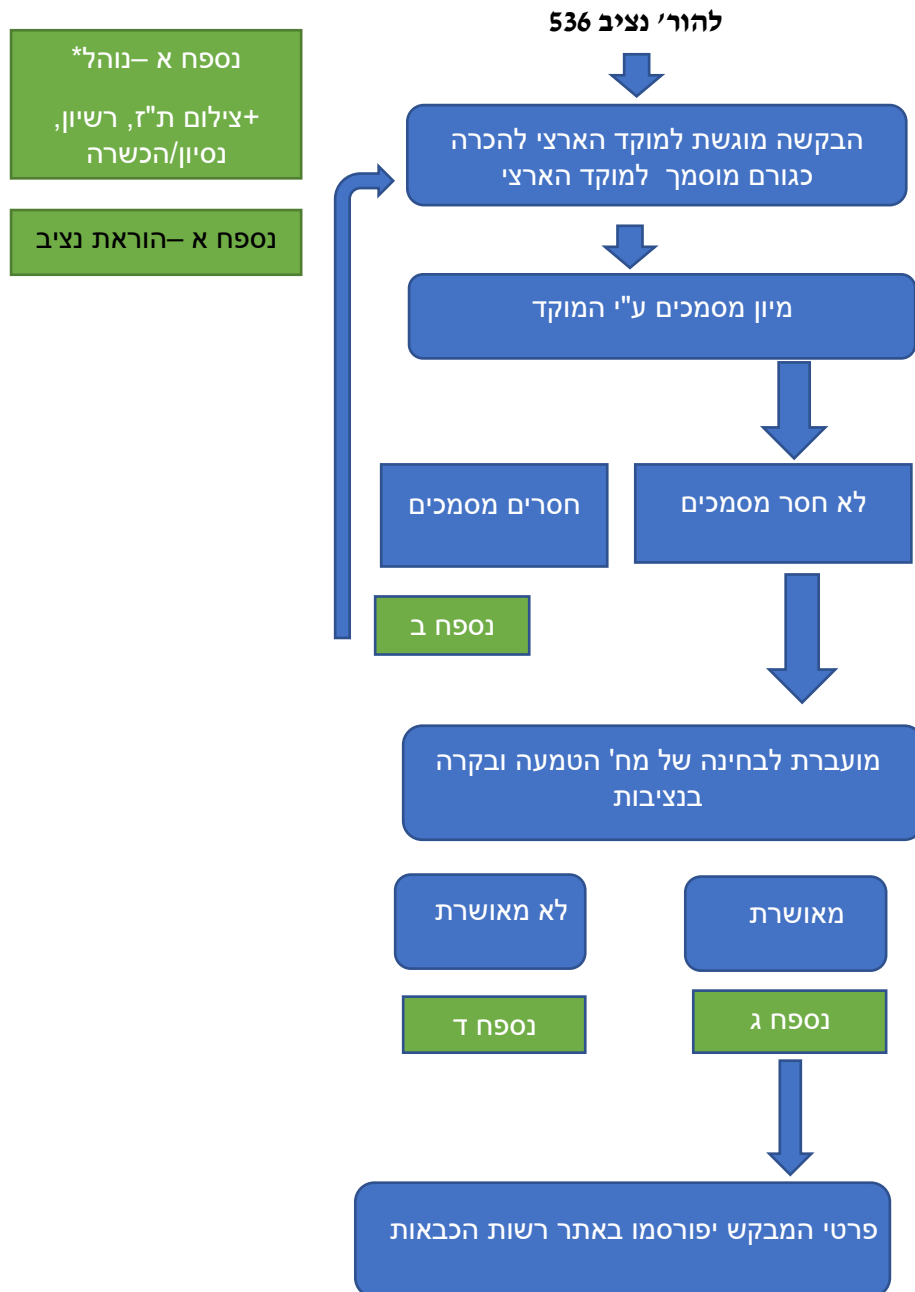 להור׳ נציב 536
נספח א –נוהל*
+צילום ת"ז, רשיון,
נסיון/הכשרה
נספח א –הוראת נציב
הבקשה מוגשת למוקד הארצי להכרה
כגורם מוסמך למוקד הארצי
מיון מסמכים ע"י המוקד
לא חסר מסמכים
חסרים מסמכים
נספח ב
מועברת לבחינה של מח' הטמעה ובקרה
בנציבות
מאושרת
לא מאושרת
נספח ג
נספח ד
פרטי המבקש יפורסמו באתר רשות הכבאות